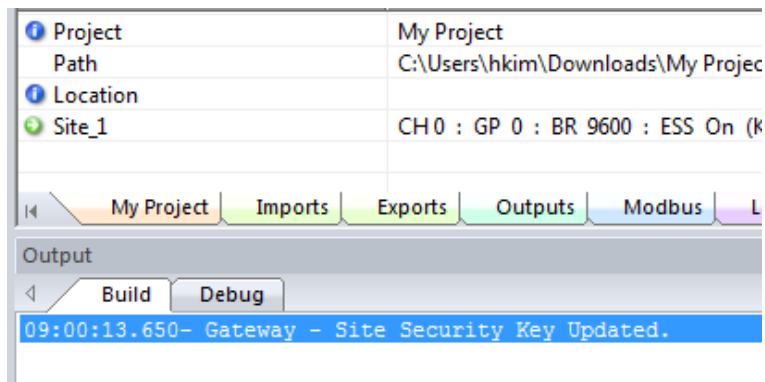 Project My Project
Path C:\Users\hkim\Downloads\My Projec
Location
Site_1 CH 0 : GP 0 : BR 9600 : ESS On (K
My Project Imports Exports Outputs Modbus L
Output
Build Debug
09:00:13.650- Gateway - Site Security Key Updated.